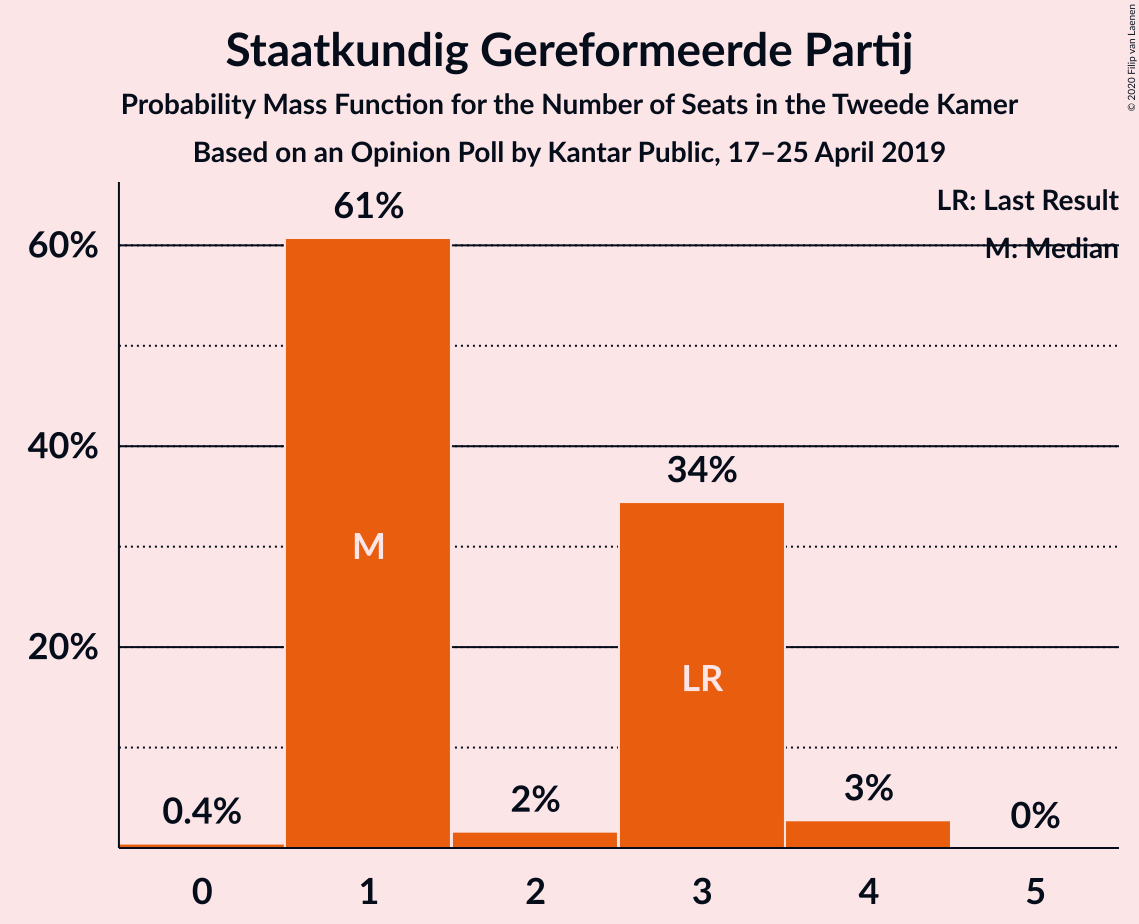 Staatkundig Gereformeerde Partij
Probability Mass Function for the Number of Seats in the Tweede Kamer
Based on an Opinion Poll by Kantar Public, 17–25 April 2019
© 2020 Filip van Laenen
LR: Last Result
M: Median
61%
60%
40%
34%
M
20%
LR
0.4%
2%
3%
0%
0 1 2 3 4 5